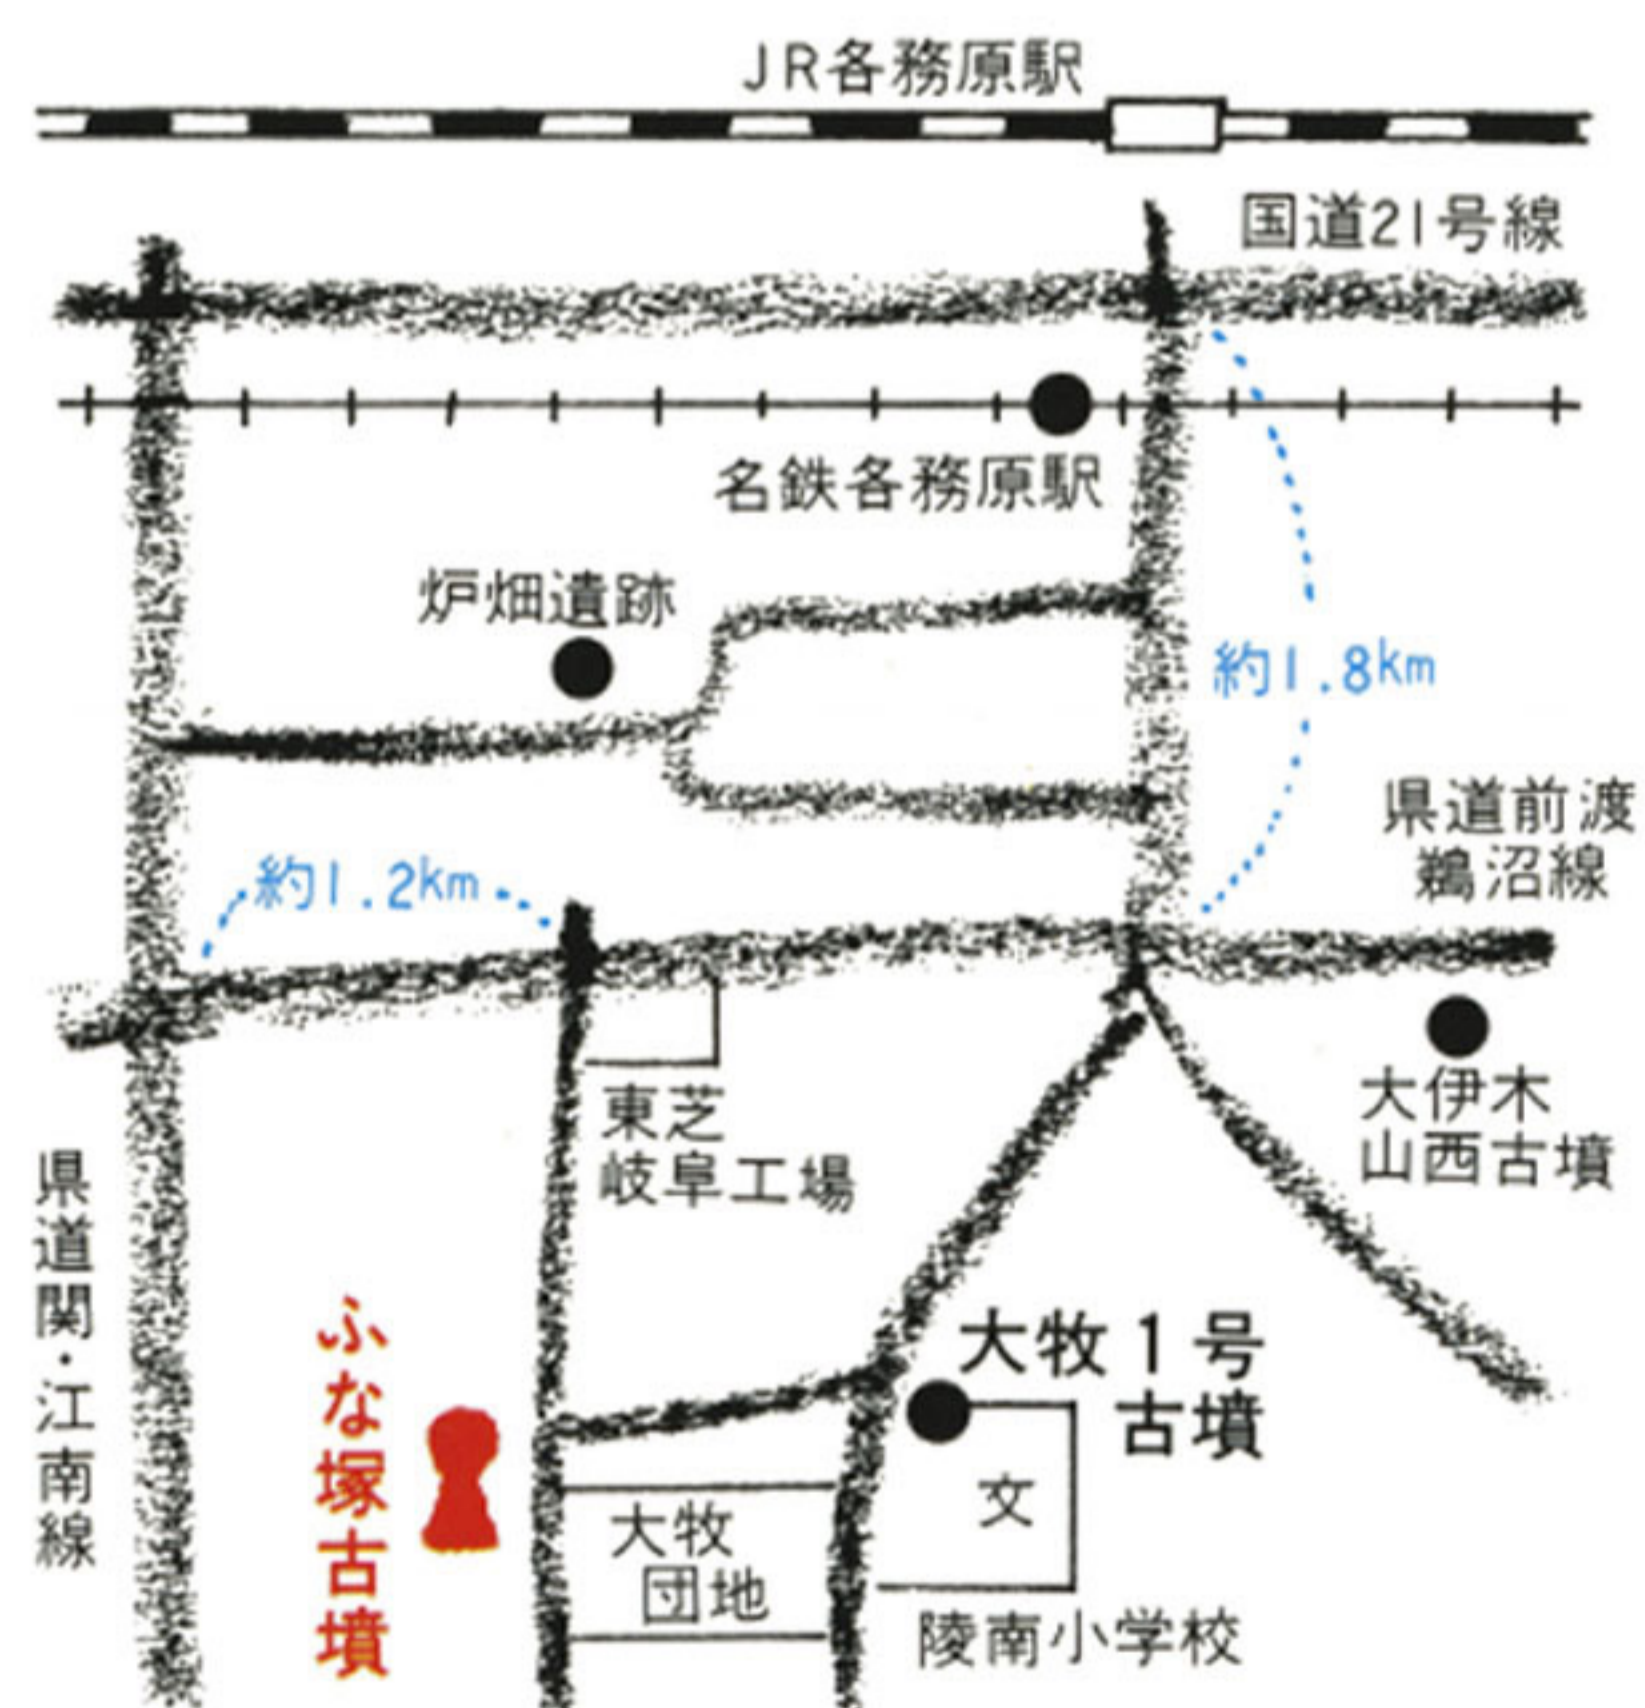 JR各務原駅
国道21号線
名鉄各務原駅
炉畑遺跡
約1.8km
県道前渡
鵜沼線
約1.2km
大伊木
山西古墳
東芝
岐阜工場
県道関・江南線
ふな塚古墳
大牧1号
古墳
文
大牧
団地
陵南小学校